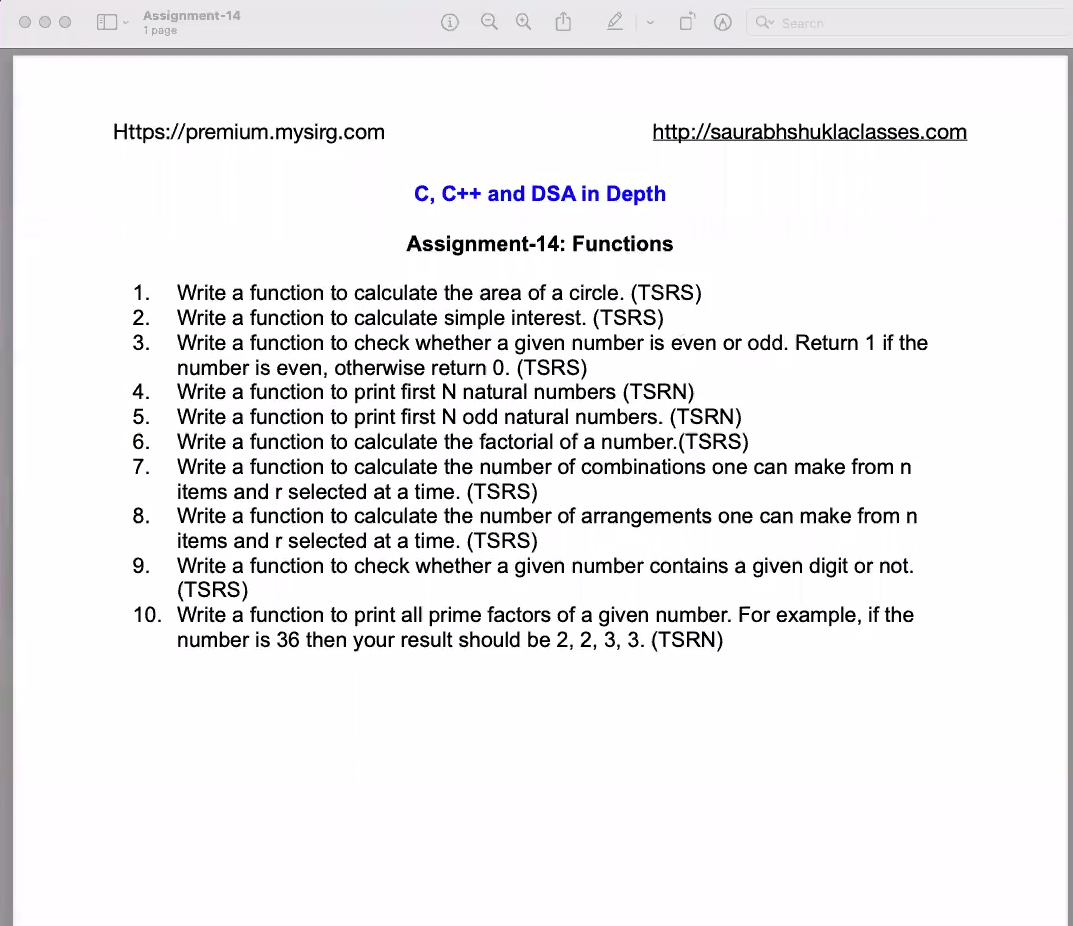 Assignment-14
1 page
Search
Https://premium.mysirg.com http://saurabhshuklaclasses.com
C, C++ and DSA in Depth
Assignment-14: Functions
1. Write a function to calculate the area of a circle. (TSRS)
2. Write a function to calculate simple interest. (TSRS)
3. Write a function to check whether a given number is even or odd. Return 1 if the
number is even, otherwise return 0. (TSRS)
4. Write a function to print first N natural numbers (TSRN)
5. Write a function to print first N odd natural numbers. (TSRN)
6. Write a function to calculate the factorial of a number.(TSRS)
7. Write a function to calculate the number of combinations one can make from n
items and r selected at a time. (TSRS)
8. Write a function to calculate the number of arrangements one can make from n
items and r selected at a time. (TSRS)
9. Write a function to check whether a given number contains a given digit or not.
(TSRS)
10. Write a function to print all prime factors of a given number. For example, if the
number is 36 then your result should be 2, 2, 3, 3. (TSRN)